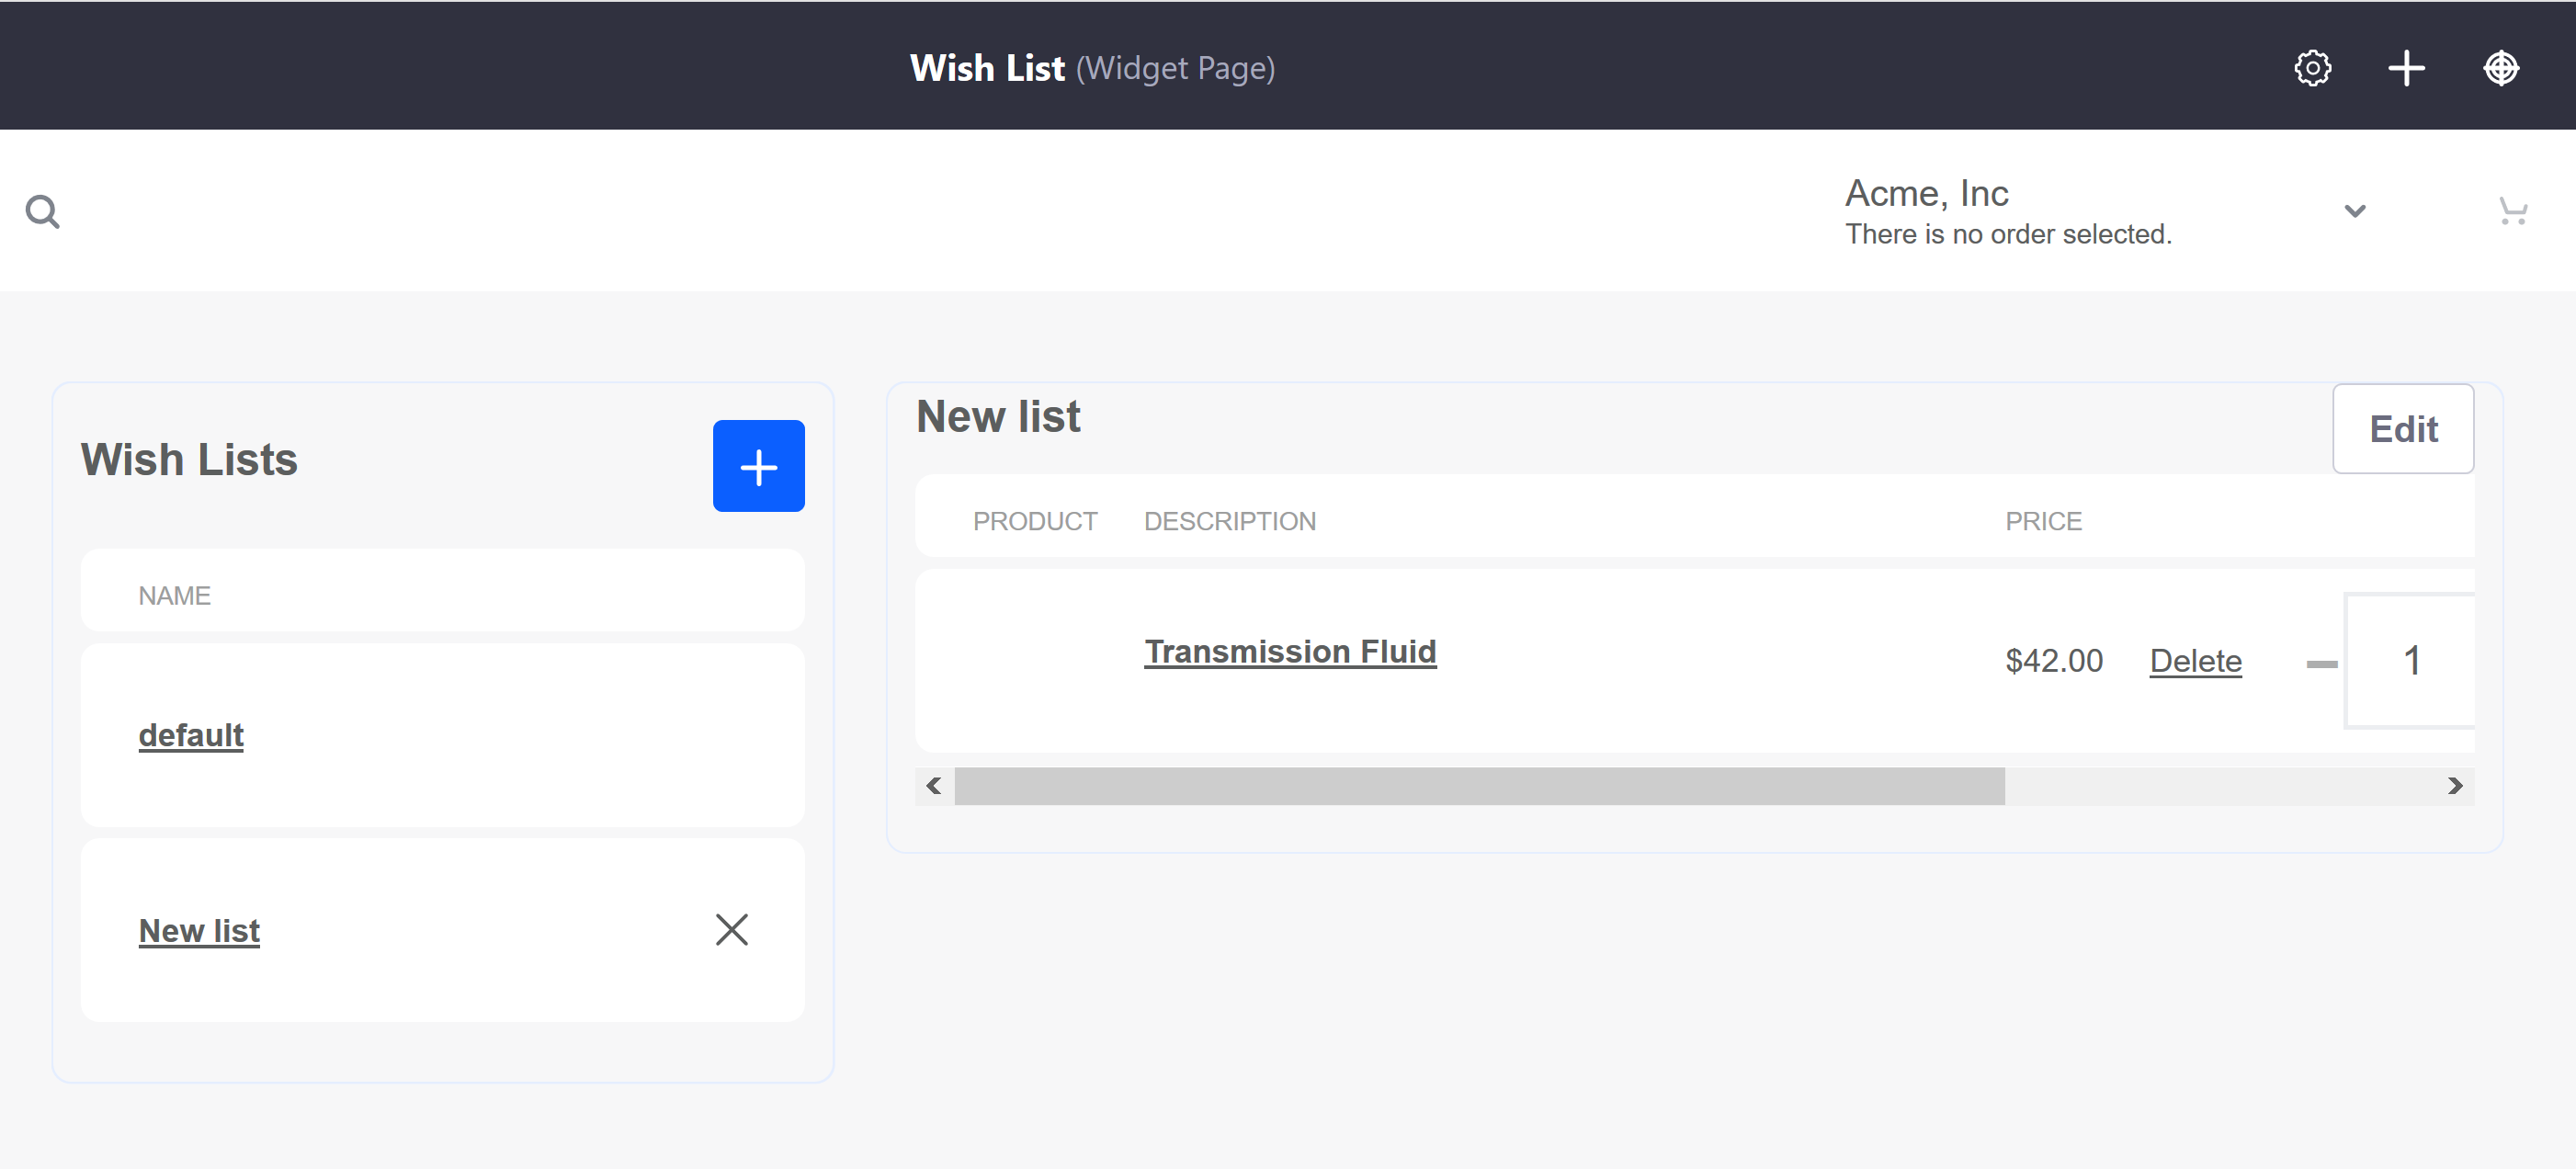 Wish List (Widget Page)
Acme, Inc
There is no order selected.
Wish Lists
NAME
default
New list
New list
Edit
PRODUCT DESCRIPTION PRICE
Transmission Fluid $42.00 Delete 1